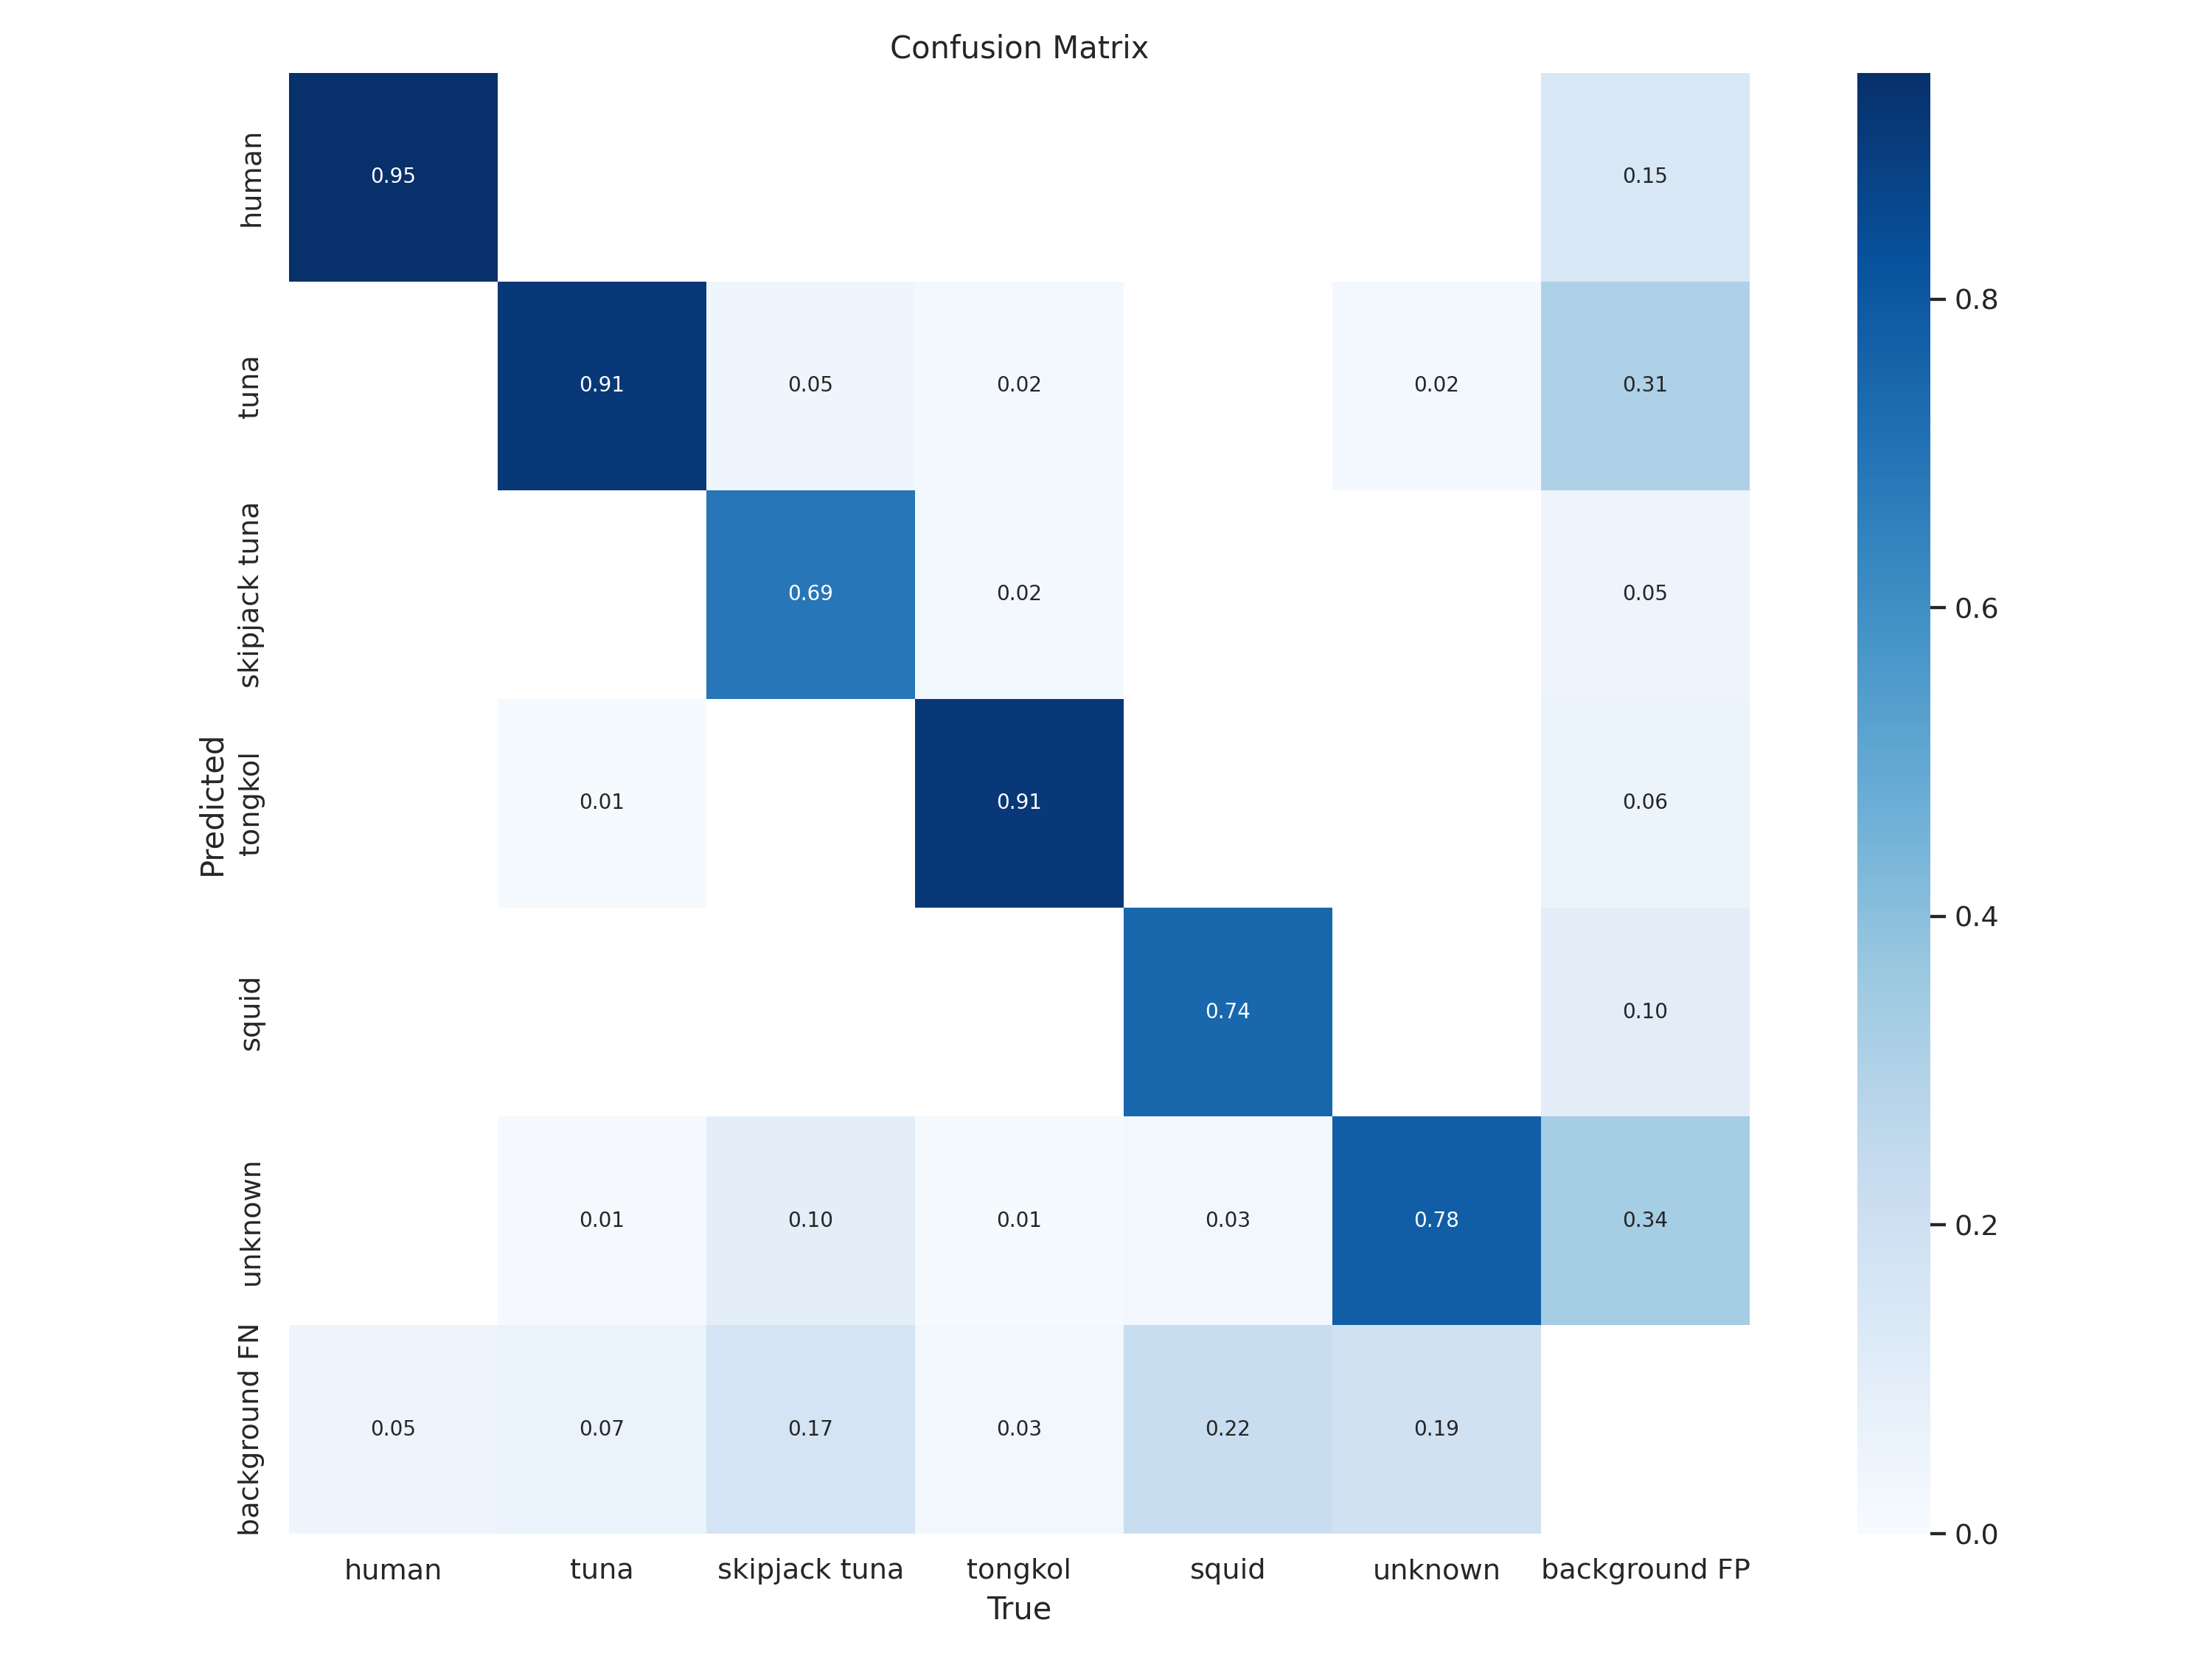 Confusion Matrix
human
0.95
0.15
0.8
tuna
0.91
0.05
0.02
0.02
0.31
skipjack tuna
0.69
0.02
0.05
0.6
Predicted
tongkol
0.01
0.91
0.06
0.4
squid
0.74
0.10
unknown
0.01
0.10
0.01
0.03
0.78
0.34
0.2
background FN
0.05
0.07
0.17
0.03
0.22
0.19
0.0
human
tuna
skipjack tuna
tongkol
squid
unknown
background FP
True